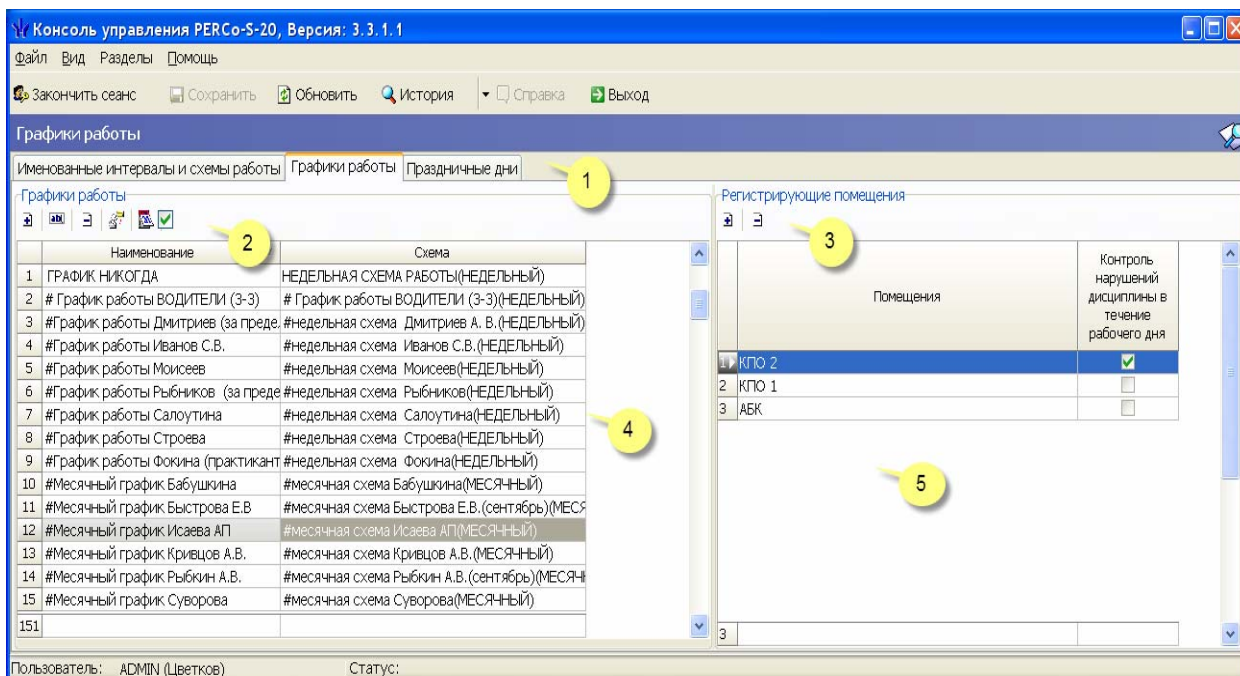 Консоль управления PERCo-S-20, Версия: 3.3.1.1
Файл Вид Разделы Помощь
Закончить сеанс Сохранить Обновить История Справка Выход
Графики работы
Именованные интервалы и схемы работы Графики работы Праздничные дни
1
Графики работы
2
Наименование Схема
1 ГРАФИК НИКОГДА НЕДЕЛЬНАЯ СХЕМА РАБОТЫ(НЕДЕЛЬНЫЙ)
2 # График работы ВОДИТЕЛИ (3-3) # График работы ВОДИТЕЛИ (3-3)(НЕДЕЛЬНЫЙ)
3 #График работы Дмитриев (за преде. #недельная схема Дмитриев А. В.(НЕДЕЛЬНЫЙ)
4 #График работы Иванов С.В. #недельная схема Иванов С.В.(НЕДЕЛЬНЫЙ)
5 #График работы Моисеев #недельная схема Моисеев(НЕДЕЛЬНЫЙ)
6 #График работы Рыбников (за преде #недельная схема Рыбников(НЕДЕЛЬНЫЙ)
7 #График работы Салоутина #недельная схема Салоутина(НЕДЕЛЬНЫЙ)
8 #График работы Строева #недельная схема Строева(НЕДЕЛЬНЫЙ)
9 #График работы Фокина (практикант #недельная схема Фокина(НЕДЕЛЬНЫЙ)
10 #Месячный график Бабушкина #месячная схема Бабушкина(МЕСЯЧНЫЙ)
11 #Месячный график Быстрова Е.В #месячная схема Быстрова Е.В.(сентябрь)(МЕСЯ
12 #Месячный график Исаева АП #месячная схема Исаева АП(МЕСЯЧНЫЙ)
13 #Месячный график Кривцов А.В. #месячная схема Кривцов А.В.(МЕСЯЧНЫЙ)
14 #Месячный график Рыбкин А.В. #месячная схема Рыбкин А.В.(сентябрь)(МЕСЯЧН
15 #Месячный график Суворова #месячная схема Суворова(МЕСЯЧНЫЙ)
151
4
Регистрирующие помещения
3
Помещения
Контроль
нарушений
дисциплины в
течение
рабочего дня
1 КПО 2
2 КПО 1
3 АБК
5
3
Пользователь: ADMIN (Цветков) Статус: